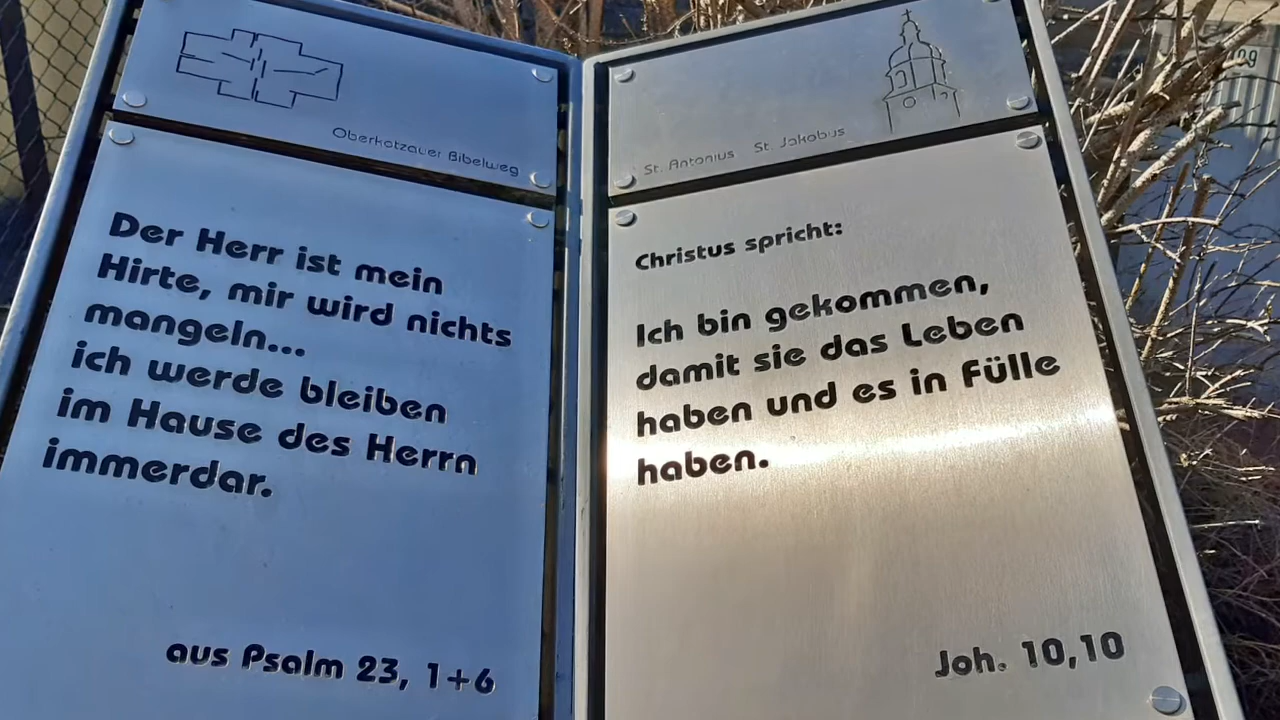 Oberkotzauer Bibelweg
Der Herr ist mein
Hirte, mir wird nichts
mangeln...
ich werde bleiben
im Hause des Herrn
immerdar.
aus Psalm 23, 1+6
St. Antonius St. Jakobus
Christus spricht:
Ich bin gekommen,
damit sie das Leben
haben und es in Fülle
haben.
Joh. 10,10